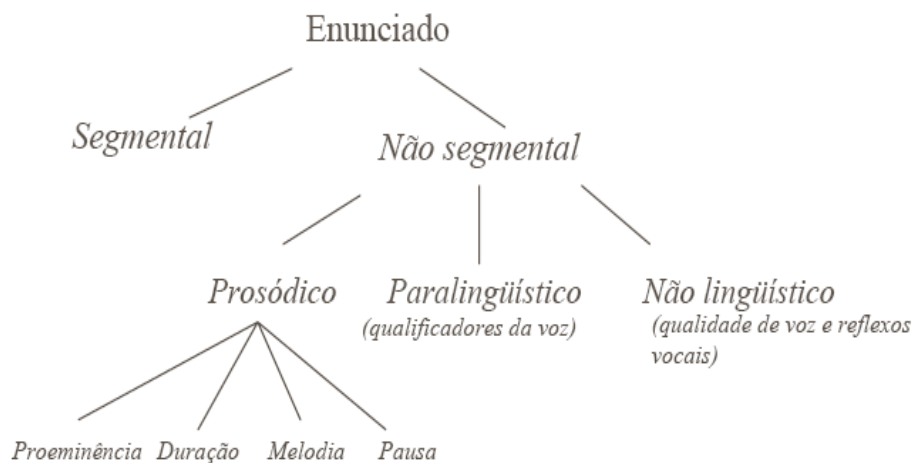 Enunciado
Segmental
Não segmental
Prosódico
Paralingüístico
Não lingüístico
(qualificadores da voz)
(qualidade de voz e reflexos
vocais)
Proeminência
Duração
Melodia
Pausa